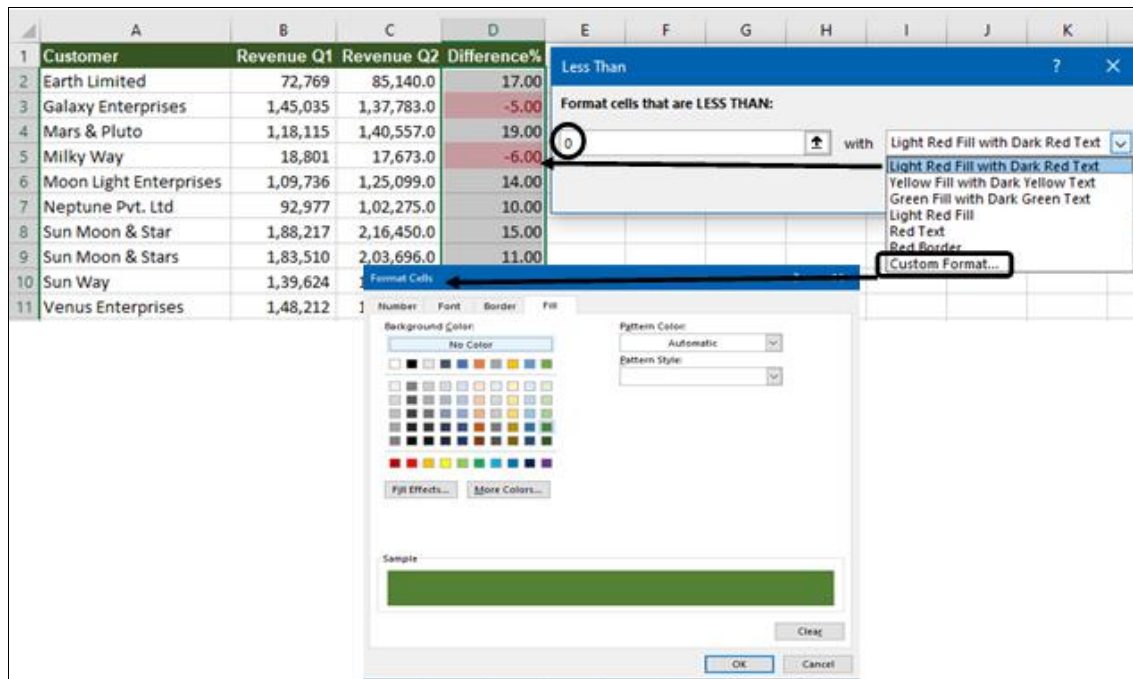 A B C D E F G H I J K
1 Customer Revenue Q1 Revenue Q2 Difference%
2 Earth Limited 72,769 85,140.0 17.00
3 Galaxy Enterprises 1,45,035 1,37,783.0 -5.00
4 Mars & Pluto 1,18,115 1,40,557.0 19.00
5 Milky Way 18,801 17,673.0 -6.00
6 Moon Light Enterprises 1,09,736 1,25,099.0 14.00
7 Neptune Pvt. Ltd 92,977 1,02,275.0 10.00
8 Sun Moon & Star 1,88,217 2,16,450.0 15.00
9 Sun Moon & Stars 1,83,510 2,03,696.0 11.00
10 Sun Way 1,39,624 1
11 Venus Enterprises 1,48,212 1
Less Than ? ×
Format cells that are LESS THAN:
0 with Light Red Fill with Dark Red Text
Light Red Fill with Dark Red Text
Yellow Fill with Dark Yellow Text
Green Fill with Dark Green Text
Light Red Fill
Red Text
Red Border
Custom Format...
Format Cells
Number Font Border Fill
Background Color: Pattern Color:
No Color Automatic
Pattern Style:
Fill Effects... More Colors...
Sample
Clear
OK Cancel